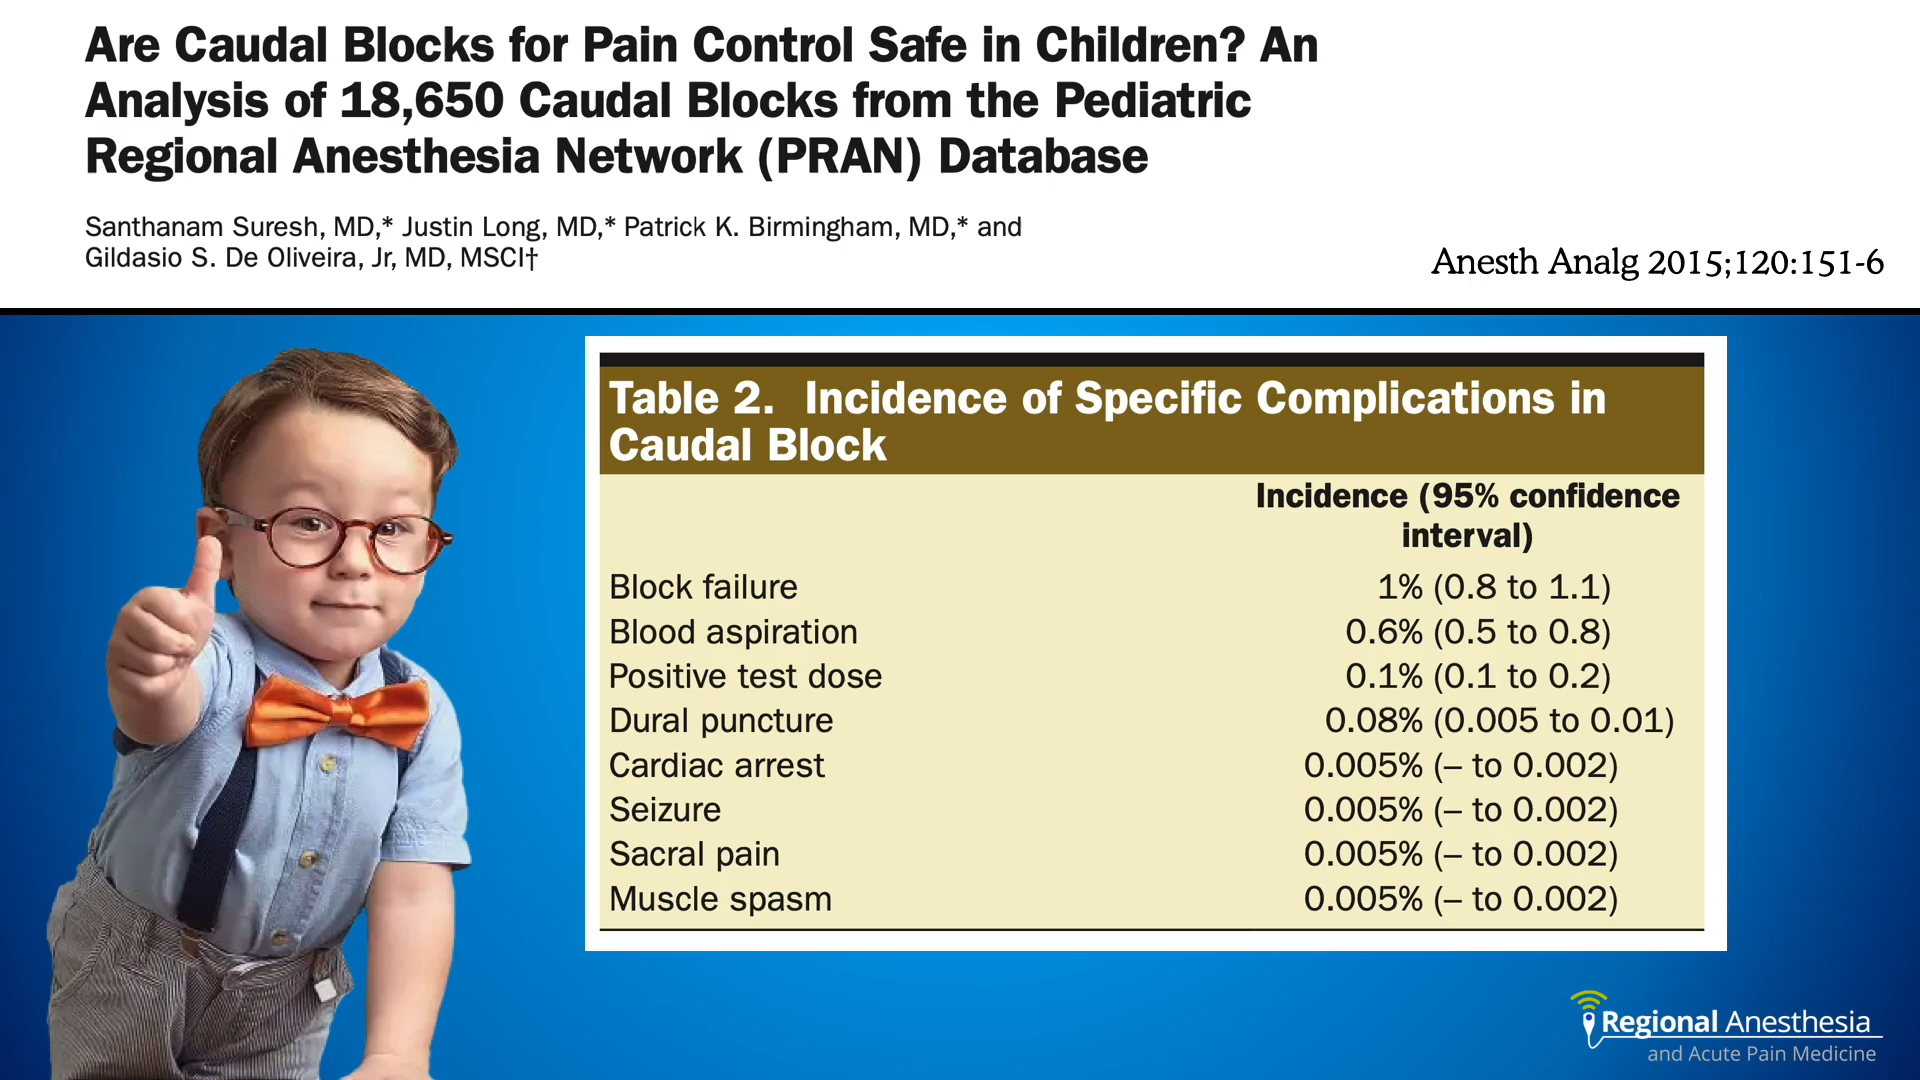 Are Caudal Blocks for Pain Control Safe in Children? An
Analysis of 18,650 Caudal Blocks from the Pediatric
Regional Anesthesia Network (PRAN) Database
Santhanam Suresh, MD,* Justin Long, MD,* Patrick K. Birmingham, MD,* and
Gildasio S. De Oliveira, Jr, MD, MSCI†
Anesth Analg 2015;120:151-6
Table 2. Incidence of Specific Complications in
Caudal Block
Incidence (95% confidence
interval)
Block failure 1% (0.8 to 1.1)
Blood aspiration 0.6% (0.5 to 0.8)
Positive test dose 0.1% (0.1 to 0.2)
Dural puncture 0.08% (0.005 to 0.01)
Cardiac arrest 0.005% (– to 0.002)
Seizure 0.005% (– to 0.002)
Sacral pain 0.005% (– to 0.002)
Muscle spasm 0.005% (– to 0.002)
Regional Anesthesia
and Acute Pain Medicine